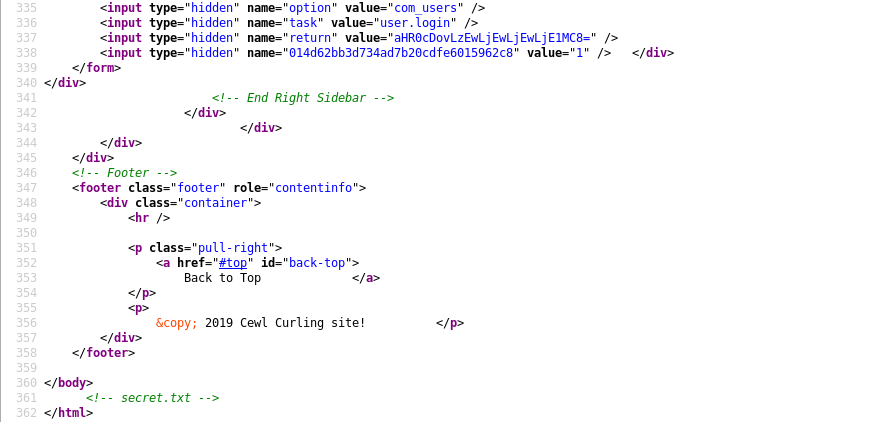 335 <input type="hidden" name="option" value="com_users" />
336 <input type="hidden" name="task" value="user.login" />
337 <input type="hidden" name="return" value="aHR0cDovLzEwLjEwLjEwLjE1MC8=" />
338 <input type="hidden" name="014d62bb3d734ad7b20cdfe6015962c8" value="1" /> </div>
339 </form>
340 </div>
341 <!-- End Right Sidebar -->
342 </div>
343 </div>
344 </div>
345 </div>
346 <!-- Footer -->
347 <footer class="footer" role="contentinfo">
348 <div class="container">
349 <hr />
350
351 <p class="pull-right">
352 <a href="#top" id="back-top">
353 Back to Top </a>
354 </p>
355 <p>
356 &copy; 2019 Cewl Curling site! </p>
357 </div>
358 </footer>
359
360 </body>
361 <!-- secret.txt -->
362 </html>